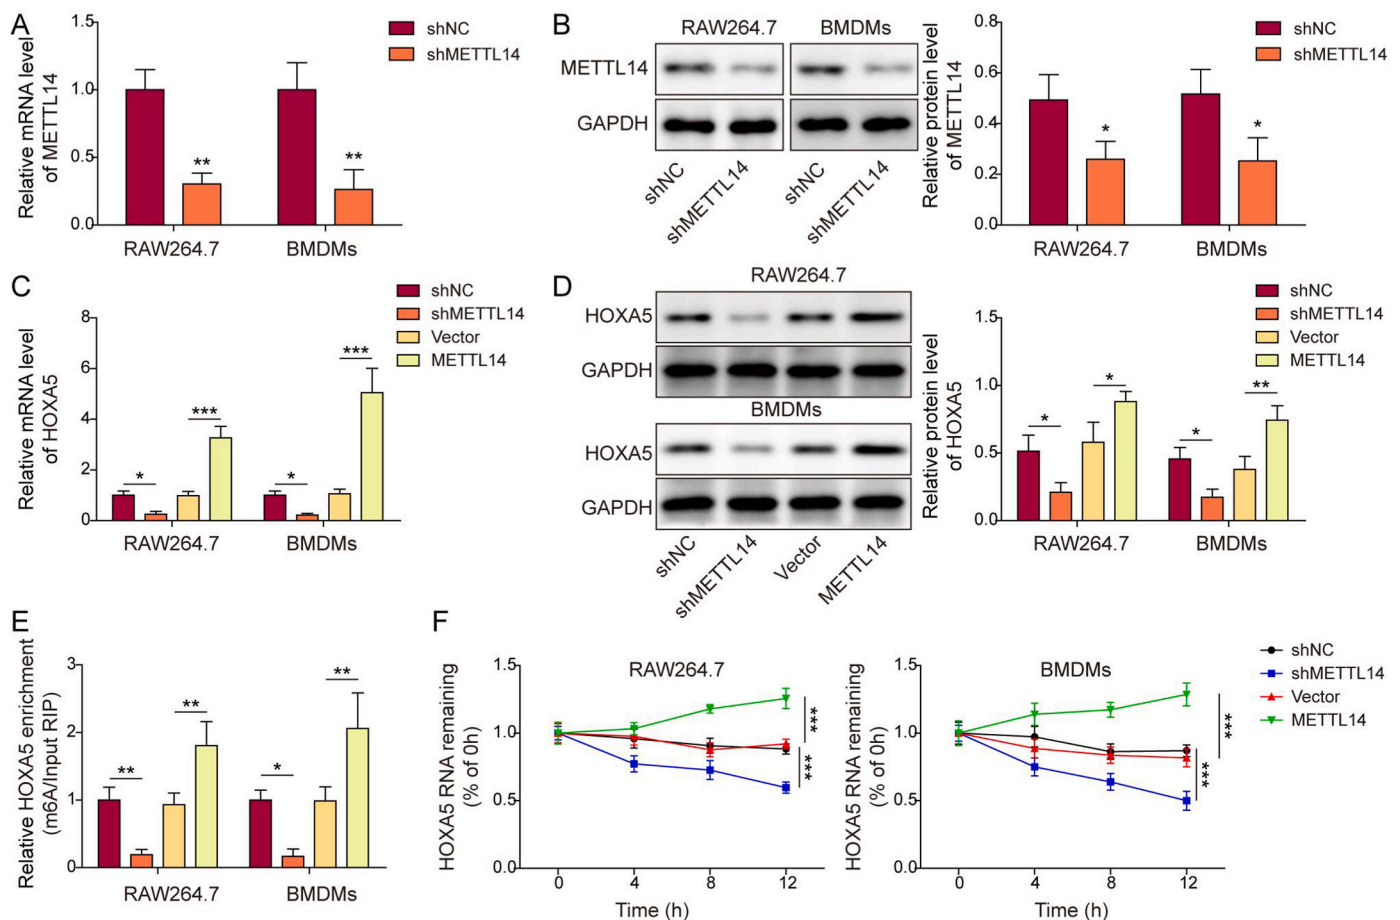 A
Relative mRNA level
of METTL14
1.5
1.0
0.5
0.0
** **
RAW264.7 BMDMs
shNC
shMETTL14
B
RAW264.7 BMDMs
METTL14
GAPDH
shNC shMETTL14 shNC shMETTL14
Relative protein level
of METTL14
0.8
0.6
0.4
0.2
0.0
* *
RAW264.7 BMDMs
shNC
shMETTL14
C
Relative mRNA level
of HOXA5
8
6
4
2
0
* *** * ***
RAW264.7 BMDMs
shNC
shMETTL14
Vector
METTL14
D
RAW264.7
HOXA5
GAPDH
BMDMs
HOXA5
GAPDH
shNC shMETTL14 Vector METTL14
Relative protein level
of HOXA5
1.5
1.0
0.5
0.0
* * * **
RAW264.7 BMDMs
shNC
shMETTL14
Vector
METTL14
E
Relative HOXA5 enrichment
(m6A/Input RIP)
3
2
1
0
** ** * **
RAW264.7 BMDMs
F
HOXA5 RNA remaining
(% of 0h)
RAW264.7
1.5
1.0
0.5
0.0
***
***
0 4 8 12
Time (h)
HOXA5 RNA remaining
(% of 0h)
BMDMs
1.5
1.0
0.5
0.0
***
***
0 4 8 12
Time (h)
shNC
shMETTL14
Vector
METTL14